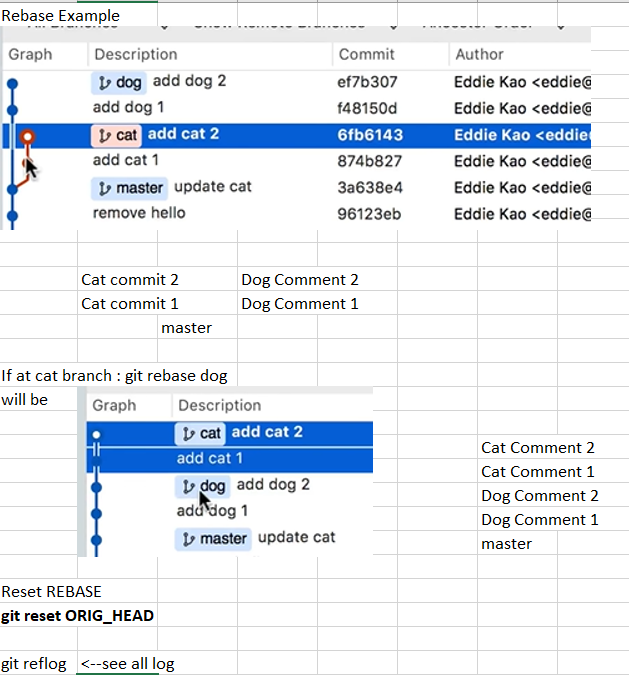 Rebase Example
Graph Description Commit Author
dog add dog 2 ef7b307 Eddie Kao <eddie@
add dog 1 f48150d Eddie Kao <eddie@
cat add cat 2 6fb6143 Eddie Kao <eddie
add cat 1 874b827 Eddie Kao <eddie@
master update cat 3a638e4 Eddie Kao <eddie@
remove hello 96123eb Eddie Kao <eddie@
Cat commit 2 Dog Comment 2
Cat commit 1 Dog Comment 1
master
If at cat branch : git rebase dog
will be
Graph Description
cat add cat 2
add cat 1
dog add dog 2
add dog 1
master update cat
Cat Comment 2
Cat Comment 1
Dog Comment 2
Dog Comment 1
master
Reset REBASE
git reset ORIG_HEAD
git reflog <--see all log